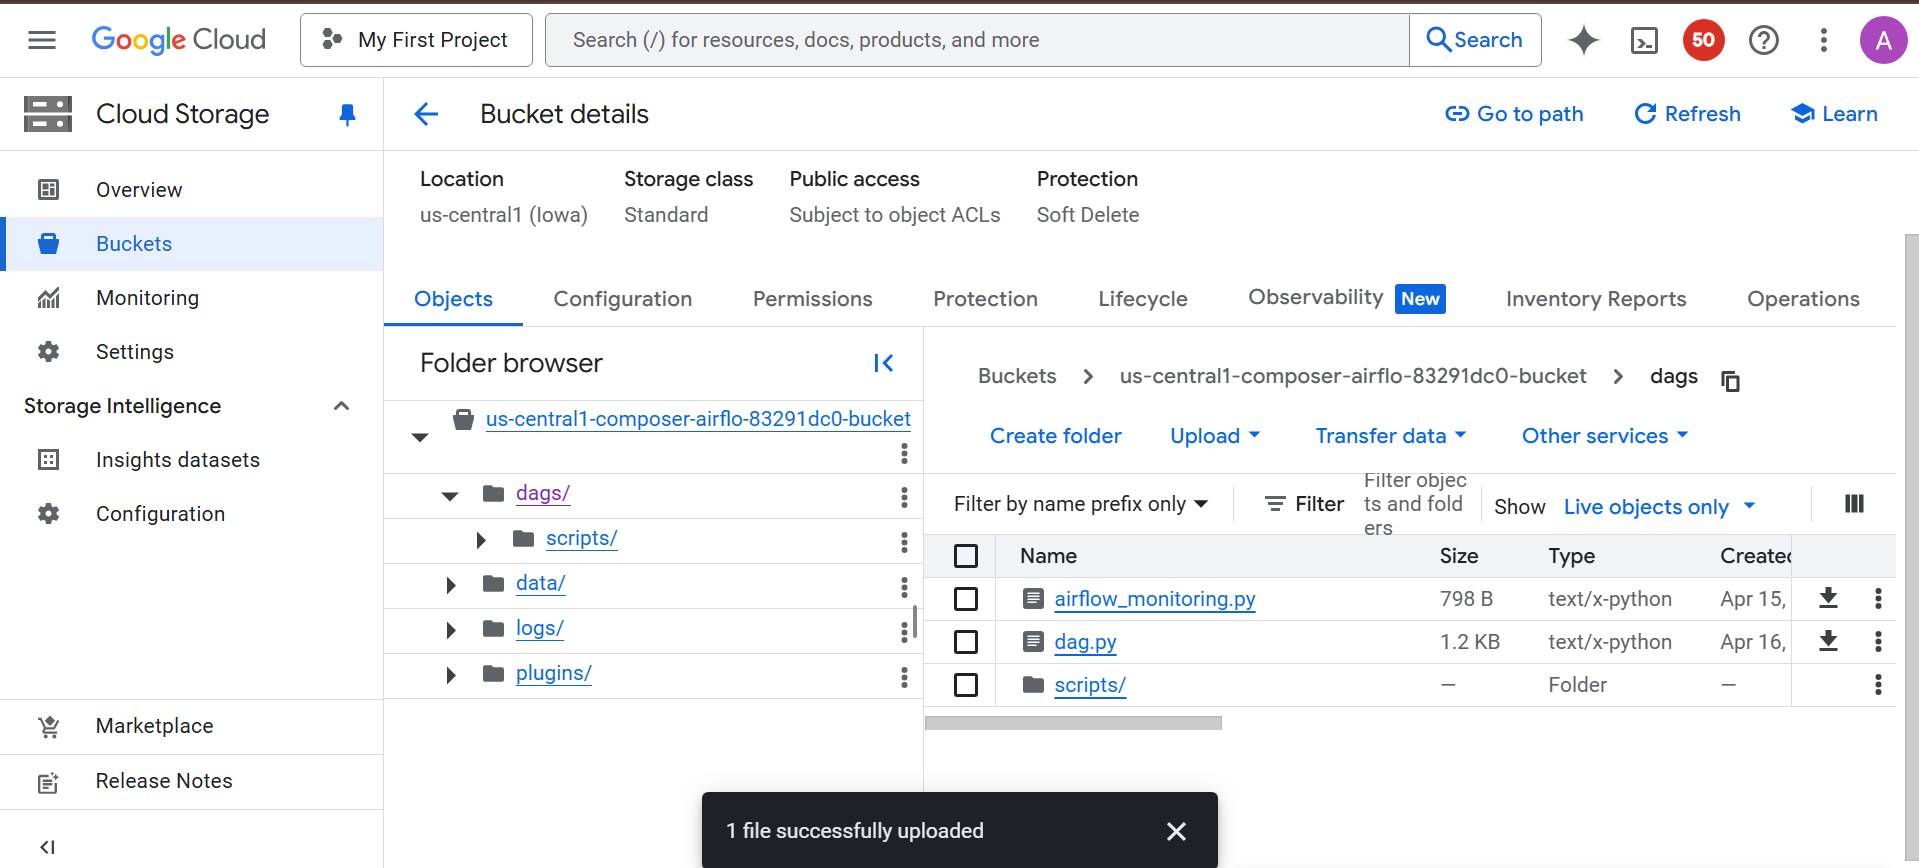 Google Cloud
My First Project
Search (/) for resources, docs, products, and more
Search
50
A
Cloud Storage
Bucket details
Go to path
Refresh
Learn
Overview
Buckets
Monitoring
Settings
Storage Intelligence
Insights datasets
Configuration
Marketplace
Release Notes
Location
us-central1 (Iowa)
Storage class
Standard
Public access
Subject to object ACLs
Protection
Soft Delete
Objects
Configuration
Permissions
Protection
Lifecycle
Observability New
Inventory Reports
Operations
Folder browser
us-central1-composer-airflo-83291dc0-bucket
dags/
scripts/
data/
logs/
plugins/
Buckets
us-central1-composer-airflo-83291dc0-bucket
dags
Create folder
Upload
Transfer data
Other services
Filter by name prefix only
Filter
Filter objec
ts and fold
ers
Show
Live objects only
Name Size Type Created
airflow_monitoring.py 798 B text/x-python Apr 15,
dag.py 1.2 KB text/x-python Apr 16,
scripts/ — Folder —
1 file successfully uploaded